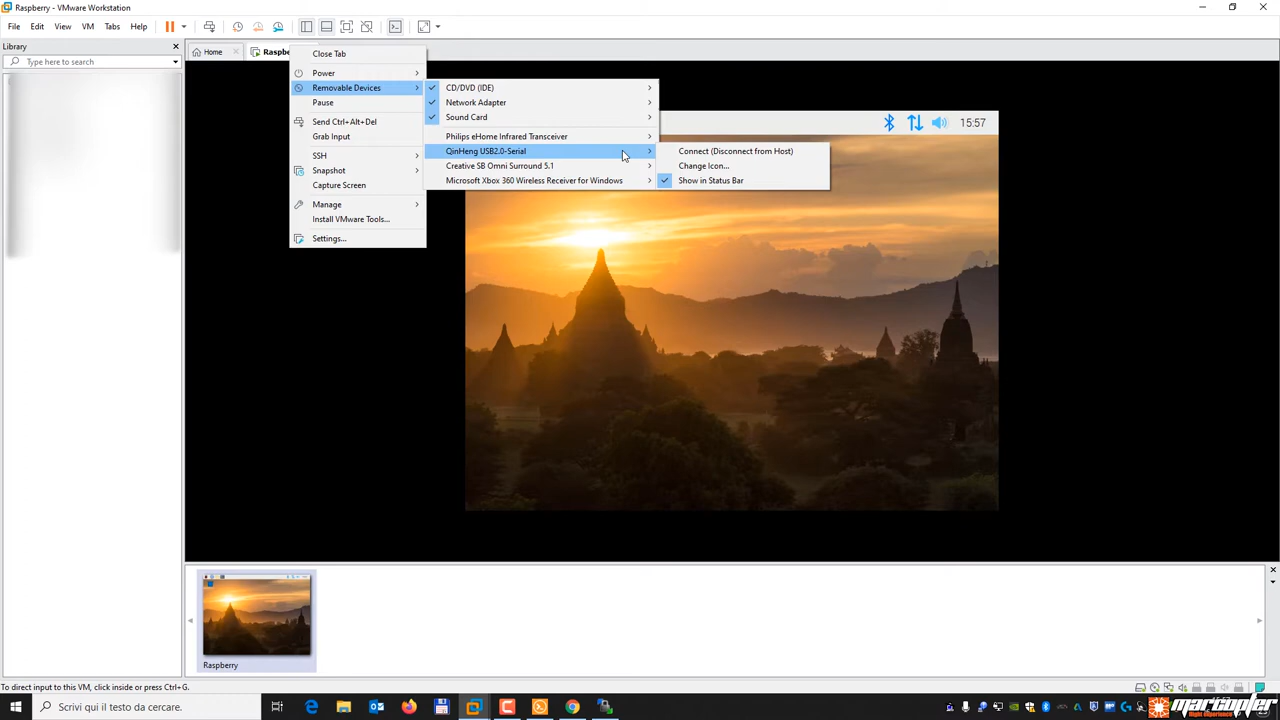 Raspberry - VMware Workstation
File Edit View VM Tabs Help
Library
Type here to search
Home
Raspbe
Close Tab
Power
Removable Devices
Pause
Send Ctrl+Alt+Del
Grab Input
SSH
Snapshot
Capture Screen
Manage
Install VMware Tools...
Settings...
CD/DVD (IDE)
Network Adapter
Sound Card
Philips eHome Infrared Transceiver
QinHeng USB2.0-Serial
Creative SB Omni Surround 5.1
Microsoft Xbox 360 Wireless Receiver for Windows
Connect (Disconnect from Host)
Change Icon...
Show in Status Bar
15:57
Raspberry
To direct input to this VM, click inside or press Ctrl+G.
Scrivi qui il testo da cercare.
marcopter